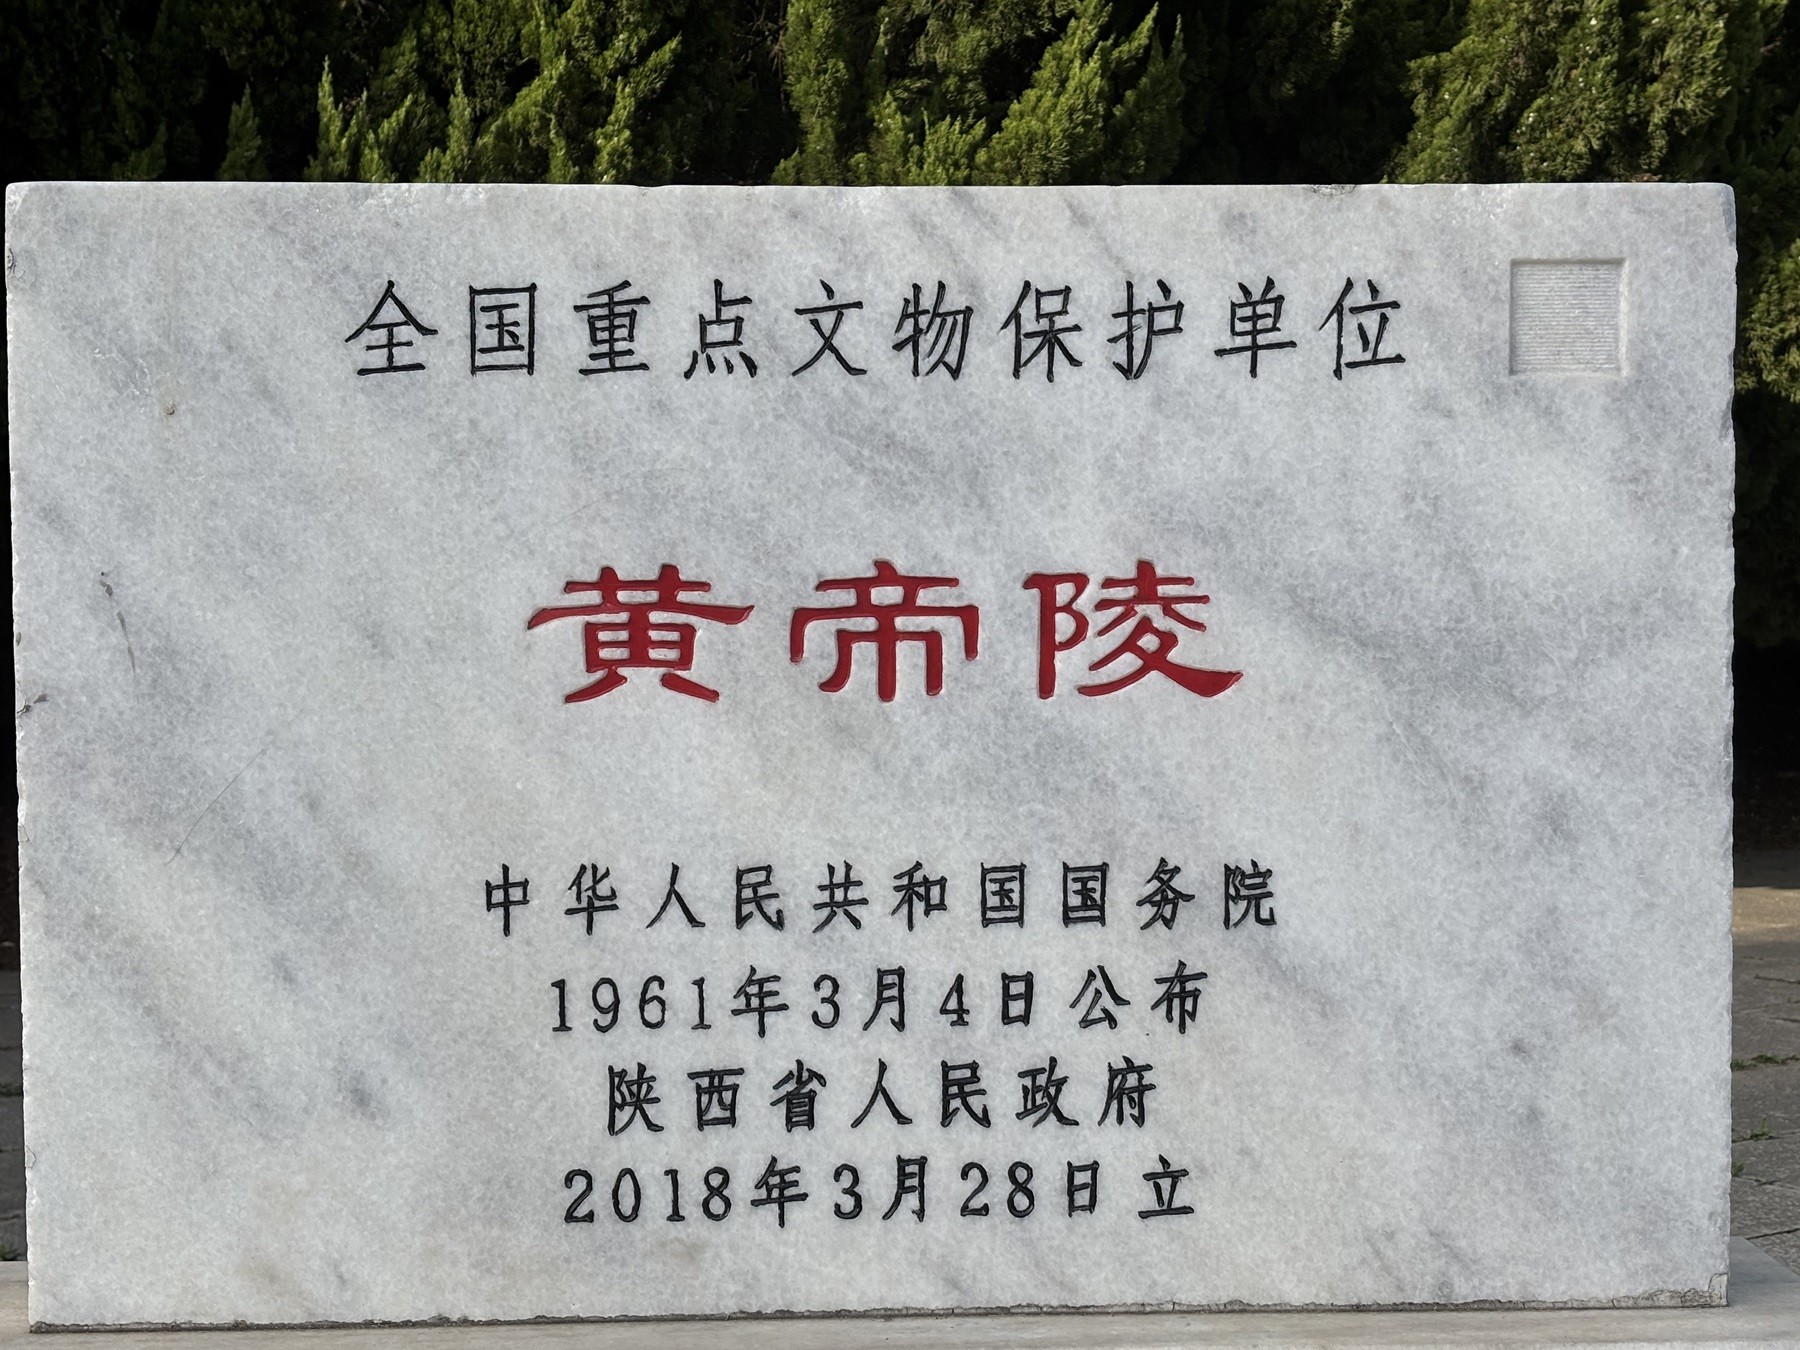 全国重点文物保护单位
黄帝陵
中华人民共和国国务院
1961年3月4日公布
陕西省人民政府
2018年3月28日立